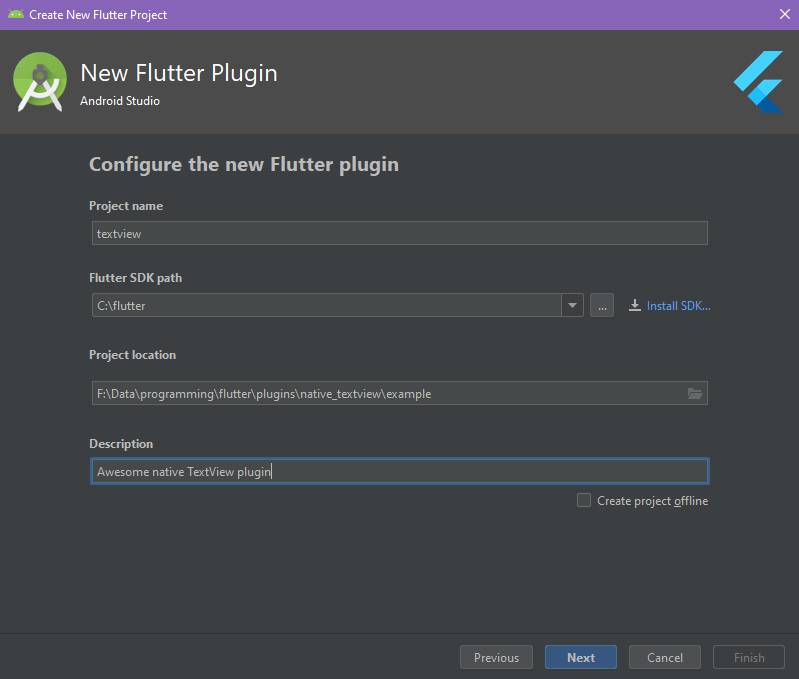 Create New Flutter Project
New Flutter Plugin
Android Studio
Configure the new Flutter plugin
Project name
textview
Flutter SDK path
C:\flutter
...
Install SDK...
Project location
F:\Data\programming\flutter\plugins\native_textview\example
Description
Awesome native TextView plugin
Create project offline
Previous
Next
Cancel
Finish